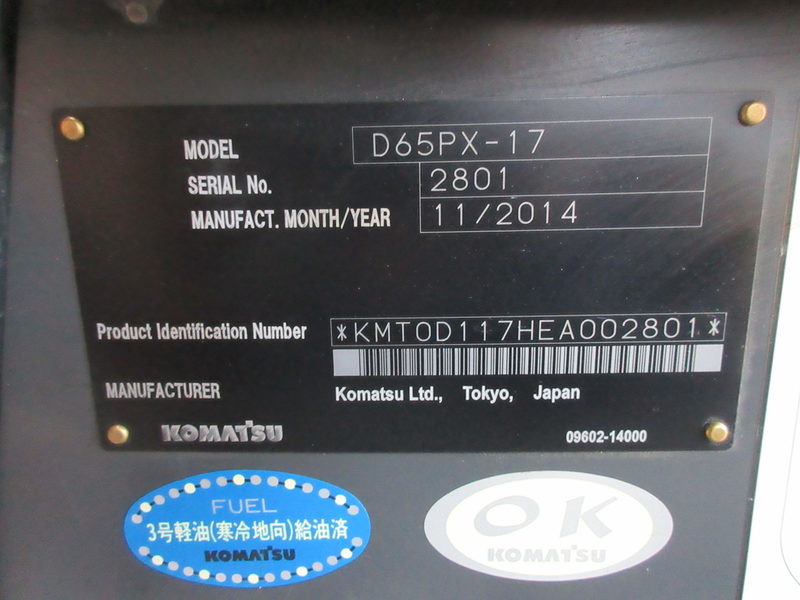 MODEL D65PX-17
SERIAL No. 2801
MANUFACT. MONTH/YEAR 11/2014
Product Identification Number *KMT0D117HEA002801*
MANUFACTURER Komatsu Ltd., Tokyo, Japan
KOMATSU 09602-14000
FUEL
3号軽油(寒冷地向)給油済
KOMATSU
OK
KOMATSU